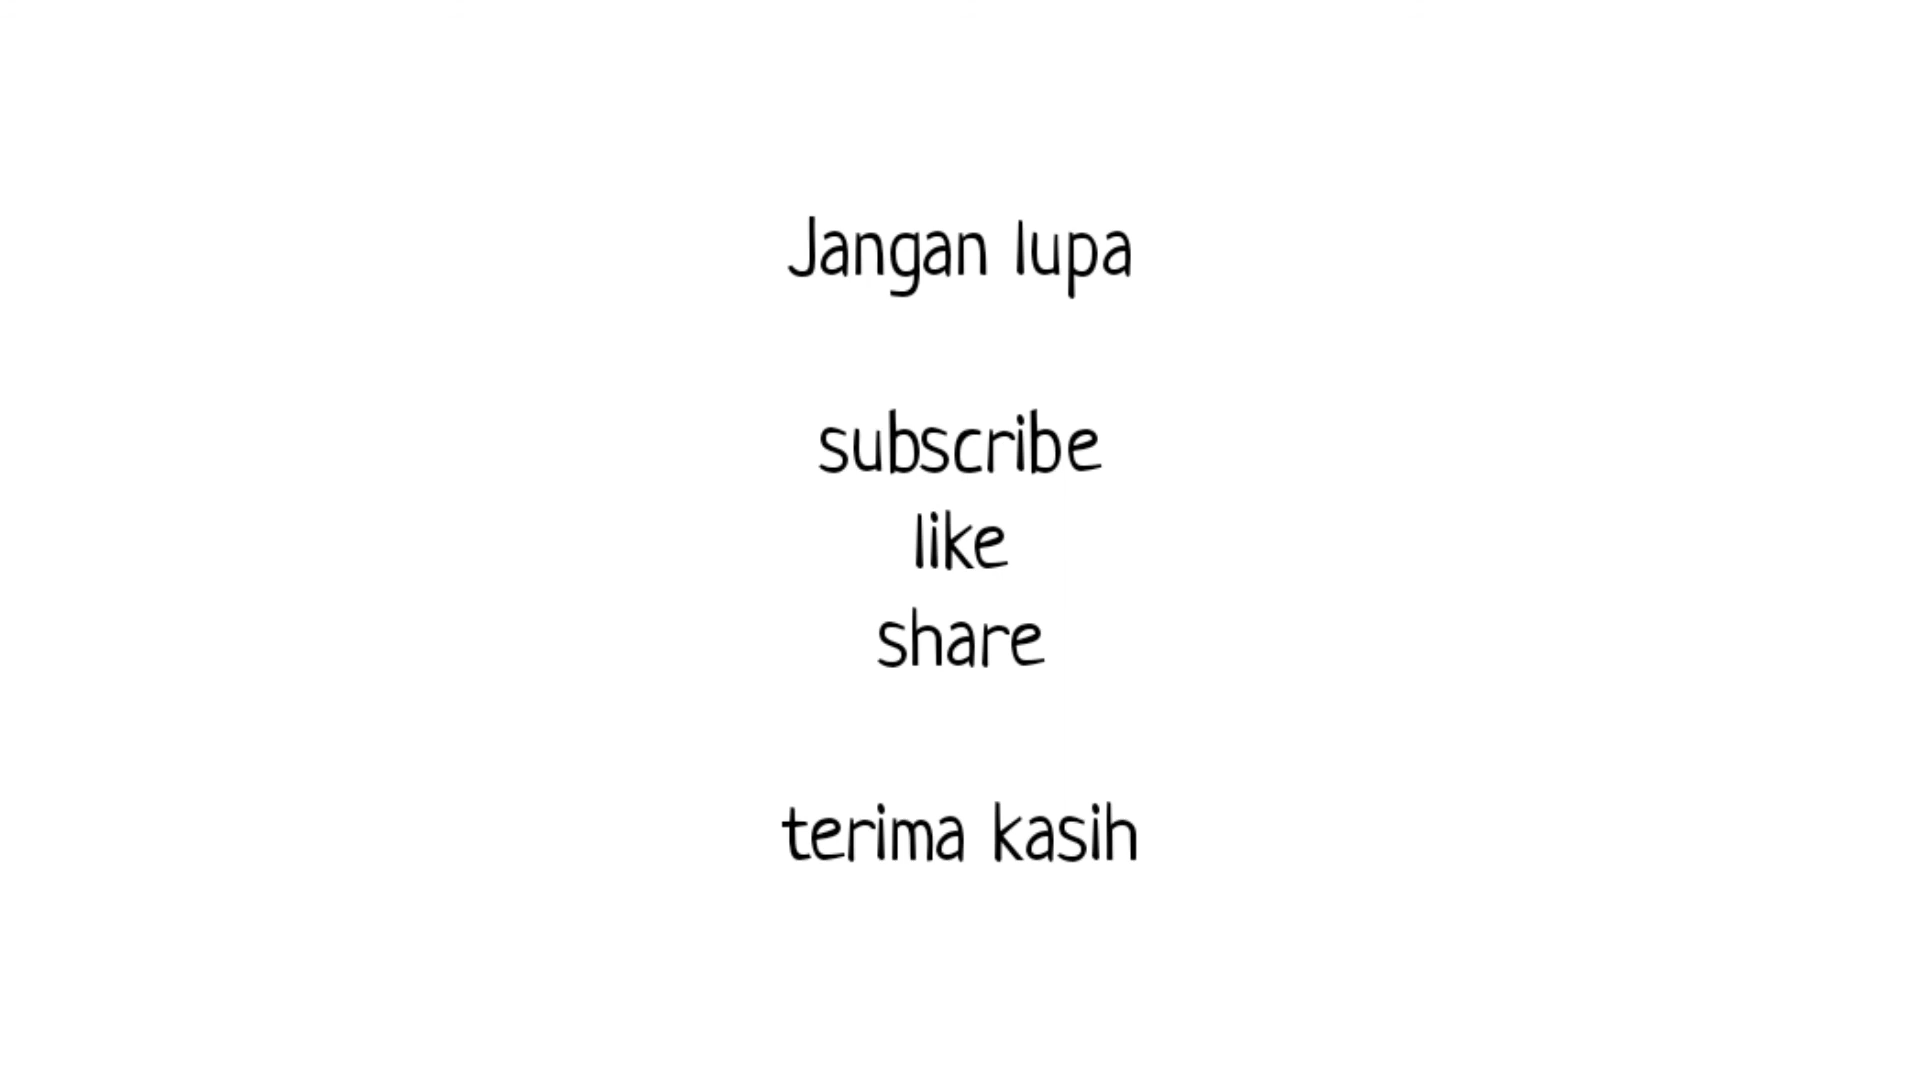 Jangan lupa
subscribe
like
share
terima kasih